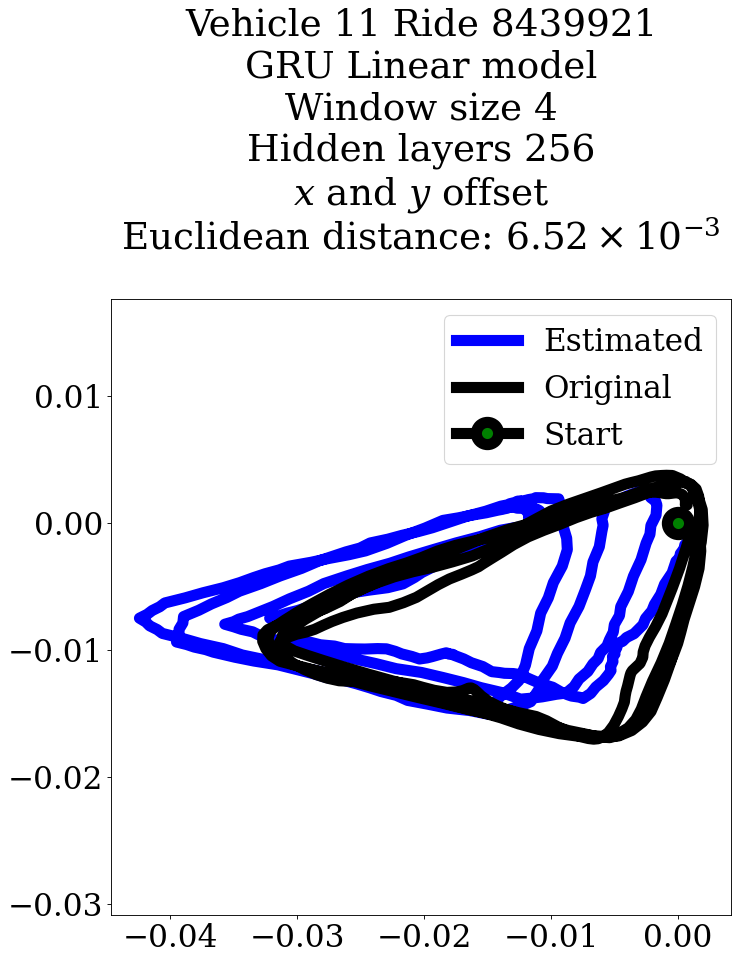 Vehicle 11 Ride 8439921
GRU Linear model
Window size 4
Hidden layers 256
x and y offset
Euclidean distance: 6.52 × 10⁻³
Estimated
Original
Start
0.01
0.00
−0.01
−0.02
−0.03
−0.04 −0.03 −0.02 −0.01 0.00